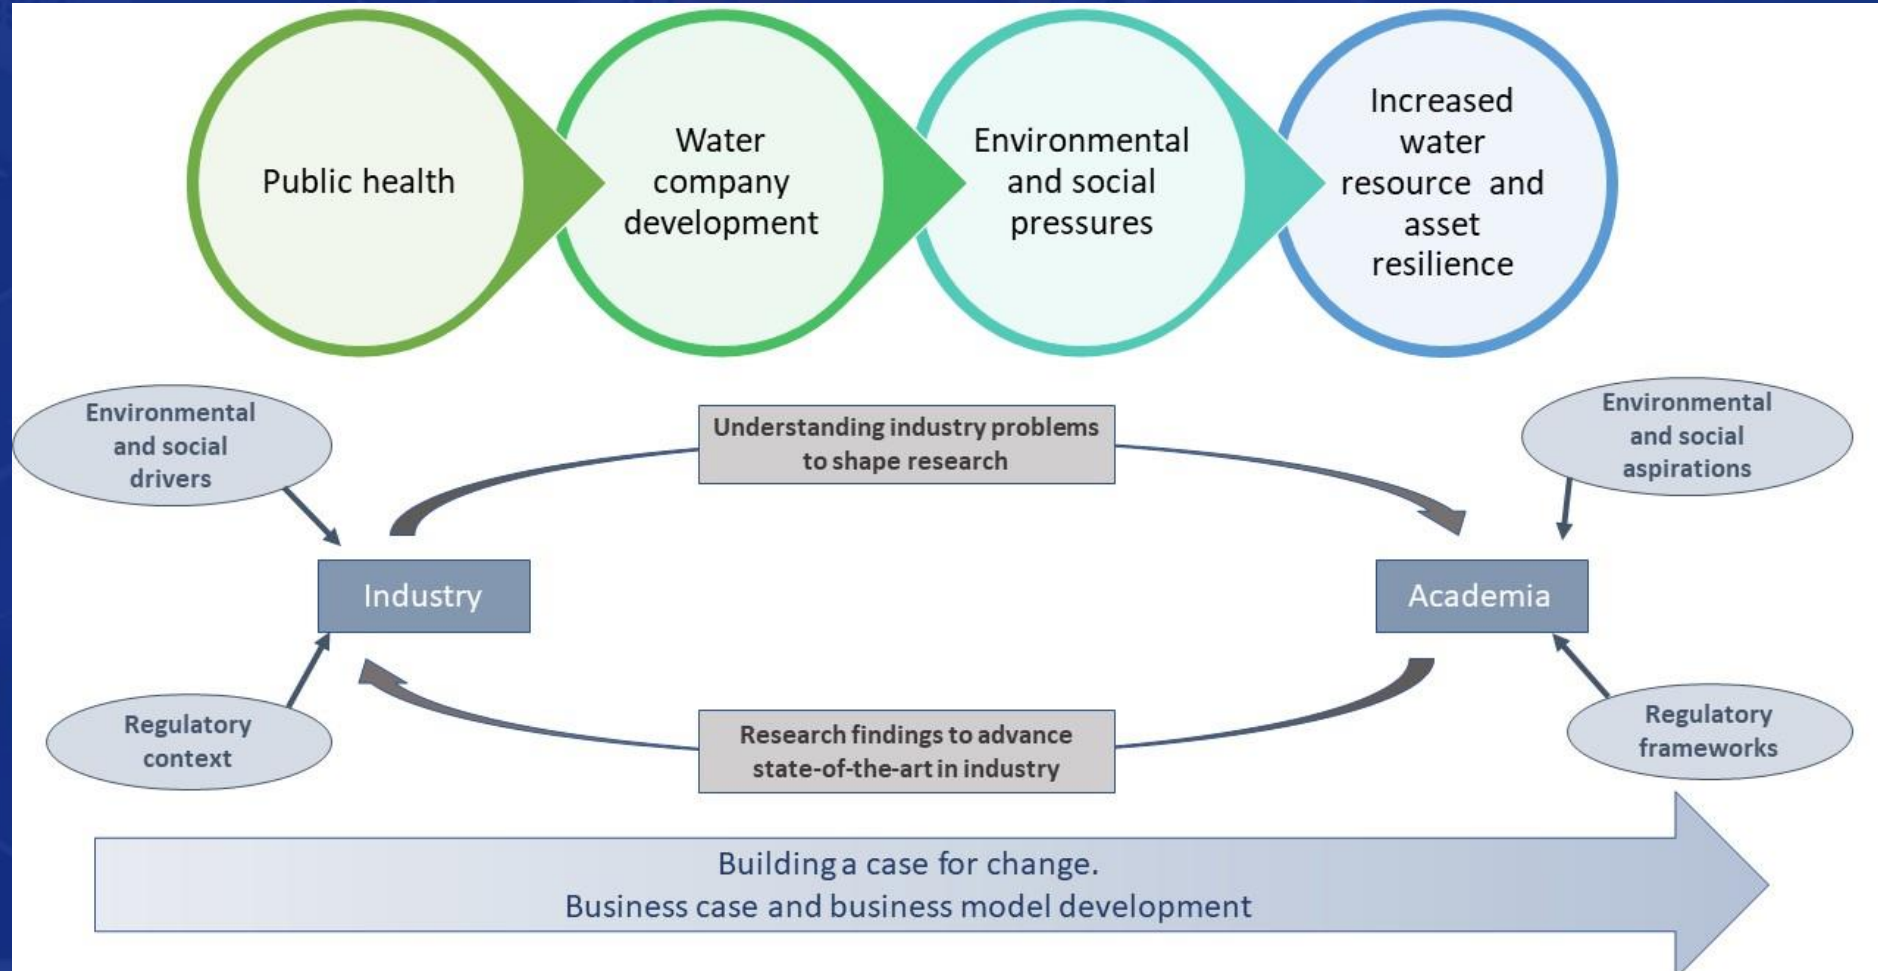 Public health
Water
company
development
Environmental
and social
pressures
Increased
water
resource and
asset
resilience
Environmental
and social
drivers
Understanding industry problems
to shape research
Environmental
and social
aspirations
Industry
Academia
Regulatory
context
Research findings to advance
state-of-the-art in industry
Regulatory
frameworks
Building a case for change.
Business case and business model development